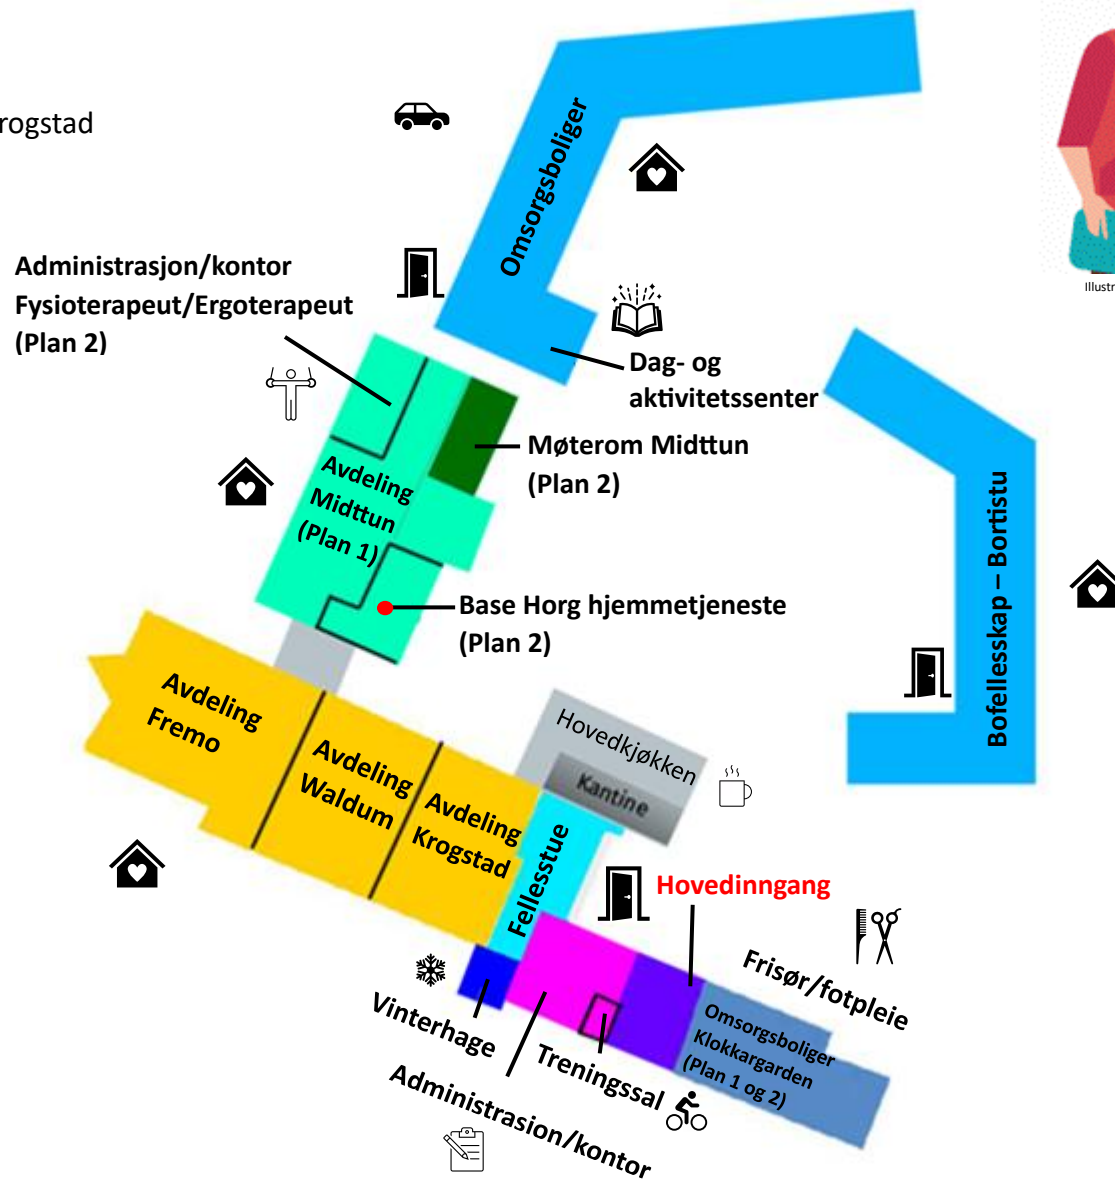 rogstad
Omsorgsboliger
Illustr
Administrasjon/kontor
Fysioterapeut/Ergoterapeut
(Plan 2)
Dag- og
aktivitetssenter
Møterom Midttun
(Plan 2)
Avdeling
Midttun
(Plan 1)
Bofellesskap – Bortistu
Base Horg hjemmetjeneste
(Plan 2)
Avdeling
Fremo
Avdeling
Waldum
Avdeling
Krogstad
Hovedkjøkken
Kantine
Fellesstue
Hovedinngang
Frisør/fotpleie
Vinterhage
Omsorgsboliger
Klokkargarden
(Plan 1 og 2)
Treningssal
Administrasjon/kontor